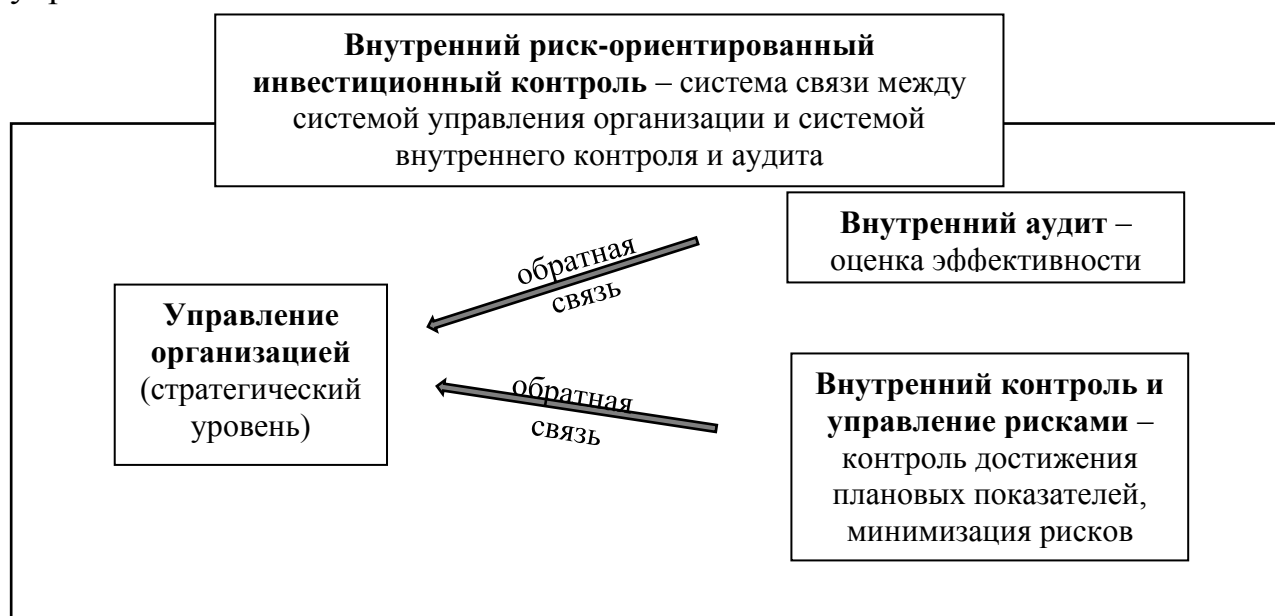 Внутренний риск-ориентированный
инвестиционный контроль – система связи между
системой управления организации и системой
внутреннего контроля и аудита
Внутренний аудит –
оценка эффективности
обратная
связь
Управление
организацией
(стратегический
уровень)
обратная
связь
Внутренний контроль и
управление рисками –
контроль достижения
плановых показателей,
минимизация рисков